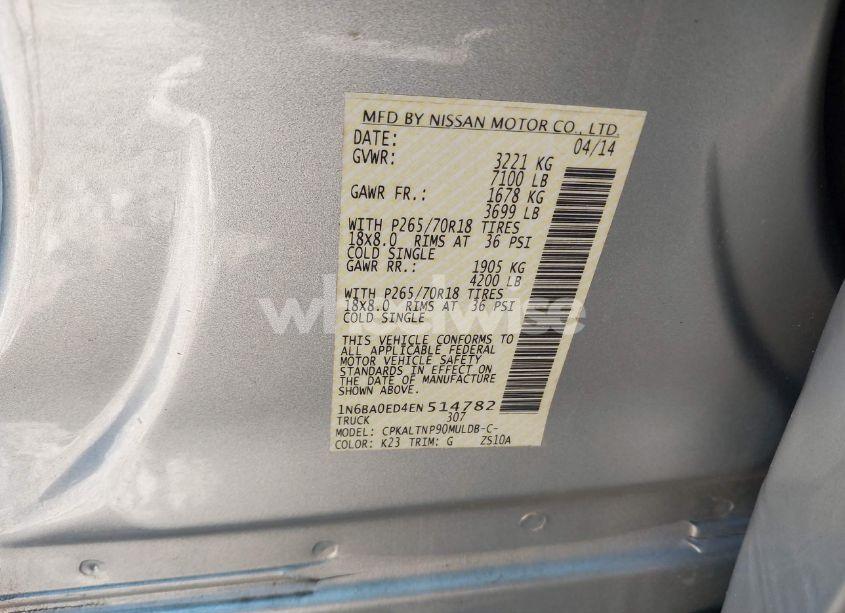 MFD BY NISSAN MOTOR CO., LTD.
DATE: 04/14
GVWR: 3221 KG
7100 LB
GAWR FR.: 1678 KG
3699 LB
WITH P265/70R18 TIRES
18X8.0 RIMS AT 36 PSI
COLD SINGLE
GAWR RR.: 1905 KG
4200 LB
WITH P265/70R18 TIRES
18X8.0 RIMS AT 36 PSI
COLD SINGLE
THIS VEHICLE CONFORMS TO
ALL APPLICABLE FEDERAL
MOTOR VEHICLE SAFETY
STANDARDS IN EFFECT ON
THE DATE OF MANUFACTURE
SHOWN ABOVE.
1N6BA0ED4EN 514782
TRUCK 307
MODEL: CPKALTNP90MULDB-C-
COLOR: K23 TRIM: G ZS10A
wheelwise